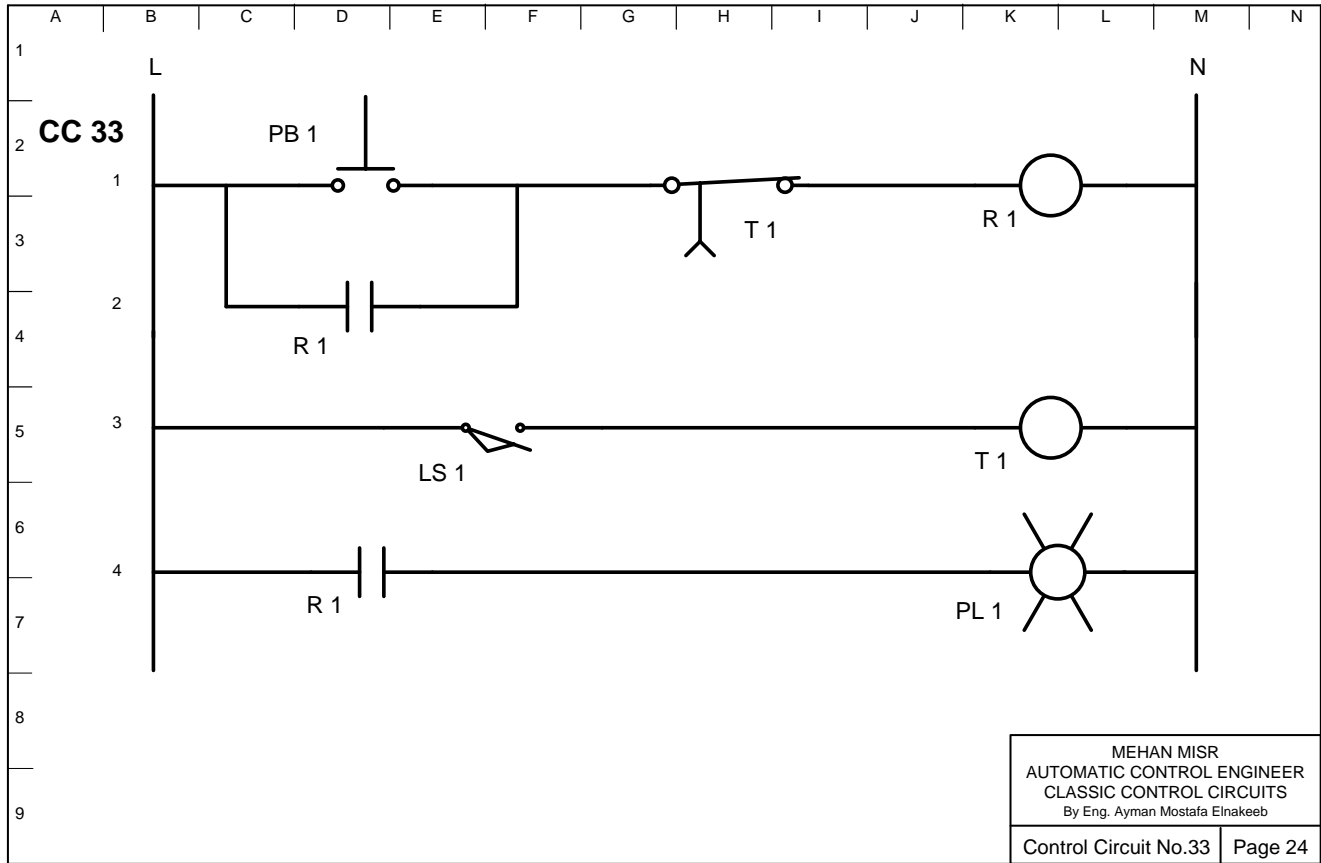 A B C D E F G H I J K L M N
1
L N
CC 33
2
PB 1
1
R 1
3
T 1
2
4
R 1
3
5
LS 1
T 1
6
4
R 1
PL 1
7
8
MEHAN MISR
AUTOMATIC CONTROL ENGINEER
CLASSIC CONTROL CIRCUITS
By Eng. Ayman Mostafa Elnakeeb
9
Control Circuit No.33 Page 24